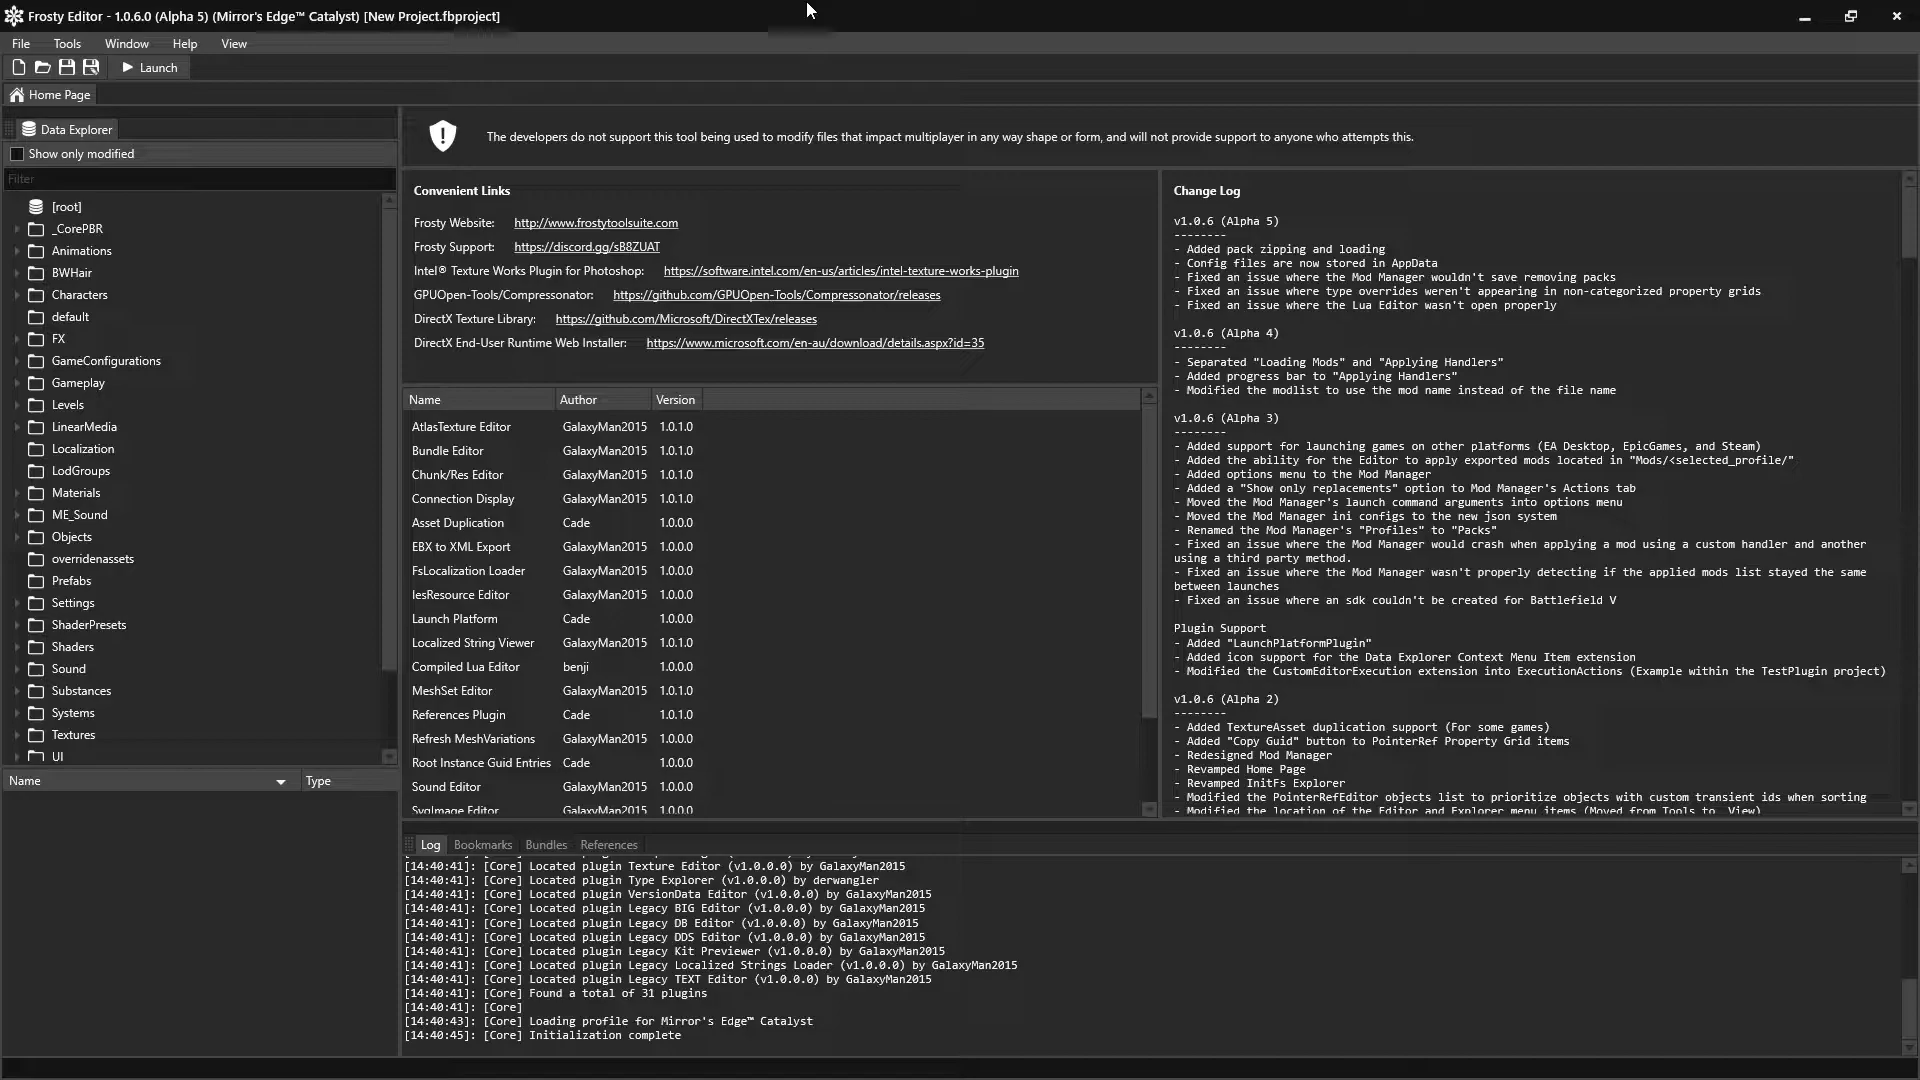 Frosty Editor - 1.0.6.0 (Alpha 5) (Mirror's Edge™ Catalyst) [New Project.fbproject]
File Tools Window Help View
Launch
Home Page
Data Explorer
Show only modified
Filter
[root]
_CorePBR
Animations
BWHair
Characters
default
FX
GameConfigurations
Gameplay
Levels
LinearMedia
Localization
LodGroups
Materials
ME_Sound
Objects
overridenassets
Prefabs
Settings
ShaderPresets
Shaders
Sound
Substances
Systems
Textures
UI
Name Type
The developers do not support this tool being used to modify files that impact multiplayer in any way shape or form, and will not provide support to anyone who attempts this.
Convenient Links
Frosty Website: http://www.frostytoolsuite.com
Frosty Support: https://discord.gg/sB8ZUAT
Intel® Texture Works Plugin for Photoshop: https://software.intel.com/en-us/articles/intel-texture-works-plugin
GPUOpen-Tools/Compressonator: https://github.com/GPUOpen-Tools/Compressonator/releases
DirectX Texture Library: https://github.com/Microsoft/DirectXTex/releases
DirectX End-User Runtime Web Installer: https://www.microsoft.com/en-au/download/details.aspx?id=35
Name Author Version
AtlasTexture Editor GalaxyMan2015 1.0.1.0
Bundle Editor GalaxyMan2015 1.0.1.0
Chunk/Res Editor GalaxyMan2015 1.0.1.0
Connection Display GalaxyMan2015 1.0.1.0
Asset Duplication Cade 1.0.0.0
EBX to XML Export GalaxyMan2015 1.0.0.0
FsLocalization Loader GalaxyMan2015 1.0.0.0
IesResource Editor GalaxyMan2015 1.0.0.0
Launch Platform Cade 1.0.0.0
Localized String Viewer GalaxyMan2015 1.0.1.0
Compiled Lua Editor benji 1.0.0.0
MeshSet Editor GalaxyMan2015 1.0.1.0
References Plugin Cade 1.0.1.0
Refresh MeshVariations GalaxyMan2015 1.0.0.0
Root Instance Guid Entries Cade 1.0.0.0
Sound Editor GalaxyMan2015 1.0.0.0
SvgImage Editor GalaxyMan2015 1.0.0.0
Change Log
v1.0.6 (Alpha 5)
--------
- Added pack zipping and loading
- Config files are now stored in AppData
- Fixed an issue where the Mod Manager wouldn't save removing packs
- Fixed an issue where type overrides weren't appearing in non-categorized property grids
- Fixed an issue where the Lua Editor wasn't open properly
v1.0.6 (Alpha 4)
--------
- Separated "Loading Mods" and "Applying Handlers"
- Added progress bar to "Applying Handlers"
- Modified the modlist to use the mod name instead of the file name
v1.0.6 (Alpha 3)
--------
- Added support for launching games on other platforms (EA Desktop, EpicGames, and Steam)
- Added the ability for the Editor to apply exported mods located in "Mods/<selected_profile/"
- Added options menu to the Mod Manager
- Added a "Show only replacements" option to Mod Manager's Actions tab
- Moved the Mod Manager's launch command arguments into options menu
- Moved the Mod Manager ini configs to the new json system
- Renamed the Mod Manager's "Profiles" to "Packs"
- Fixed an issue where the Mod Manager would crash when applying a mod using a custom handler and another
using a third party method.
- Fixed an issue where the Mod Manager wasn't properly detecting if the applied mods list stayed the same
between launches
- Fixed an issue where an sdk couldn't be created for Battlefield V
Plugin Support
- Added "LaunchPlatformPlugin"
- Added icon support for the Data Explorer Context Menu Item extension
- Modified the CustomEditorExecution extension into ExecutionActions (Example within the TestPlugin project)
v1.0.6 (Alpha 2)
--------
- Added TextureAsset duplication support (For some games)
- Added "Copy Guid" button to PointerRef Property Grid items
- Redesigned Mod Manager
- Revamped Home Page
- Revamped InitFs Explorer
- Modified the PointerRefEditor objects list to prioritize objects with custom transient ids when sorting
- Modified the location of the Editor and Explorer menu items (Moved from Tools to View)
Log Bookmarks Bundles References
[14:40:41]: [Core] Located plugin Texture Editor (v1.0.0.0) by GalaxyMan2015
[14:40:41]: [Core] Located plugin Type Explorer (v1.0.0.0) by derwangler
[14:40:41]: [Core] Located plugin VersionData Editor (v1.0.0.0) by GalaxyMan2015
[14:40:41]: [Core] Located plugin Legacy BIG Editor (v1.0.0.0) by GalaxyMan2015
[14:40:41]: [Core] Located plugin Legacy DB Editor (v1.0.0.0) by GalaxyMan2015
[14:40:41]: [Core] Located plugin Legacy DDS Editor (v1.0.0.0) by GalaxyMan2015
[14:40:41]: [Core] Located plugin Legacy Kit Previewer (v1.0.0.0) by GalaxyMan2015
[14:40:41]: [Core] Located plugin Legacy Localized Strings Loader (v1.0.0.0) by GalaxyMan2015
[14:40:41]: [Core] Located plugin Legacy TEXT Editor (v1.0.0.0) by GalaxyMan2015
[14:40:41]: [Core] Found a total of 31 plugins
[14:40:41]: [Core]
[14:40:43]: [Core] Loading profile for Mirror's Edge™ Catalyst
[14:40:45]: [Core] Initialization complete